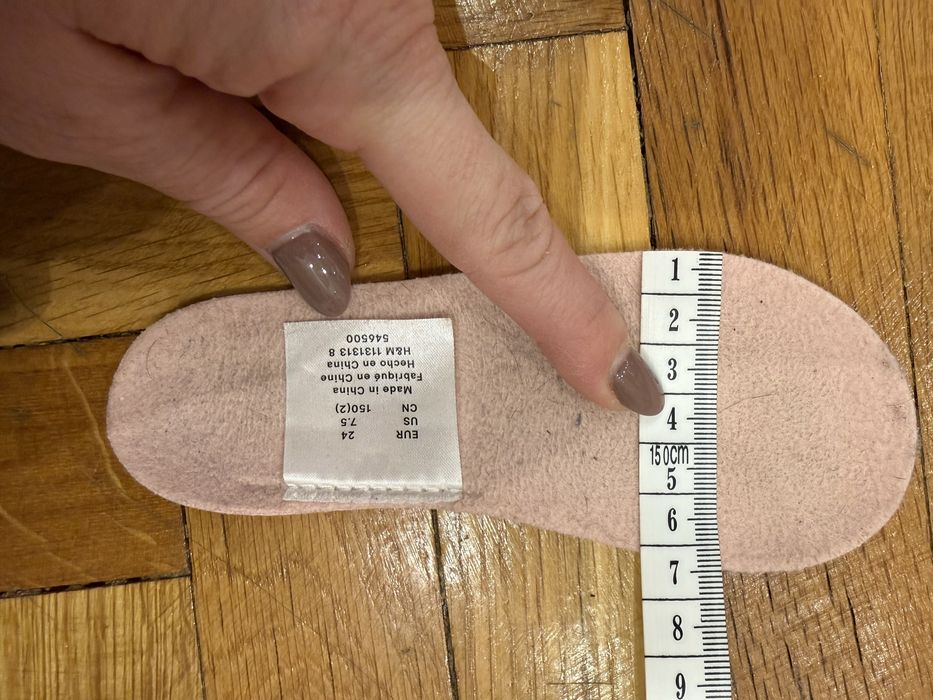 EUR 24
US 7.5
CN 150(2)
Made in China
Fabriqué en Chine
Hecho en China
H&M 1131313 8
546500
1
2
3
4
150cm
5
6
7
8
9